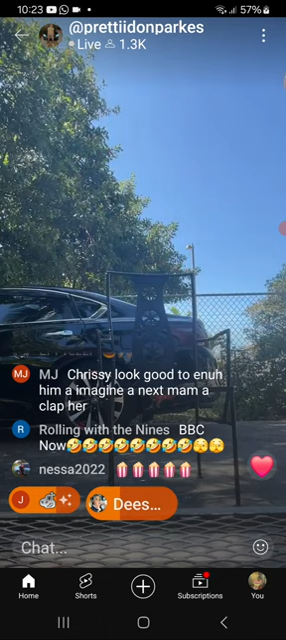 10:23
57%
@prettiidonparkes
Live 1.3K
MJ Chrissy look good to enuh
him a imagine a next mam a
clap her
R Rolling with the Nines BBC
Now🤣🤣🤣🤣🤣🤣🤣🤣🫣🫣
nessa2022 🍿🍿🍿🍿🍿
J
Dees...
Chat...
Home
Shorts
Subscriptions
You